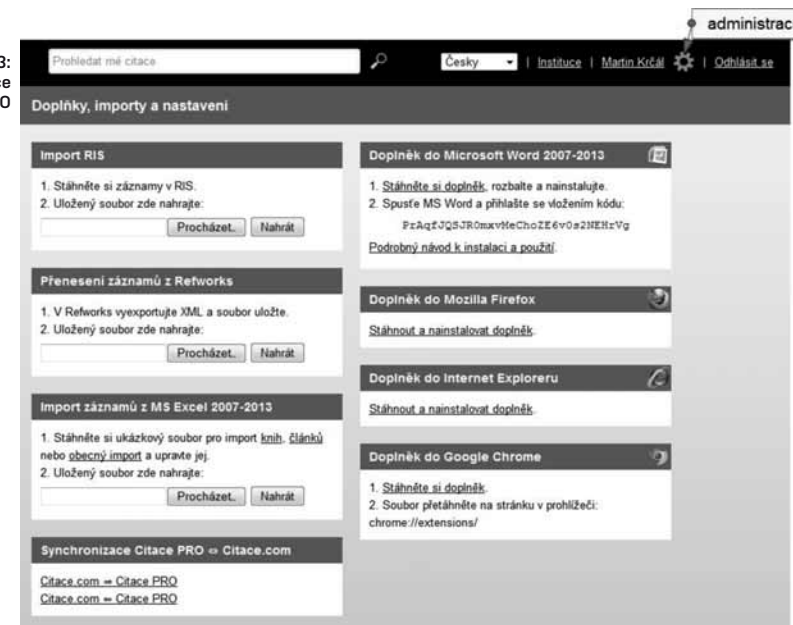 administrac
3:
ce
O
Prohledat mé citace
Česky | Instituce | Martin Krčál | Odhlásit se
Doplňky, importy a nastavení
Import RIS
1. Stáhněte si záznamy v RIS.
2. Uložený soubor zde nahrajte:
Procházet.. Nahrát
Přenesení záznamů z Refworks
1. V Refworks vyexportujte XML a soubor uložte.
2. Uložený soubor zde nahrajte:
Procházet.. Nahrát
Import záznamů z MS Excel 2007-2013
1. Stáhněte si ukázkový soubor pro import knih, článků
nebo obecný import a upravte jej.
2. Uložený soubor zde nahrajte:
Procházet.. Nahrát
Synchronizace Citace PRO ⇔ Citace.com
Citace.com ⇒ Citace PRO
Citace.com ⇐ Citace PRO
Doplněk do Microsoft Word 2007-2013
1. Stáhněte si doplněk, rozbalte a nainstalujte.
2. Spusťe MS Word a přihlašte se vložením kódu:
PrAqfJQSJROmxvMeChoZE6v0s2NEHrVg
Podrobný návod k instalaci a použití.
Doplněk do Mozilla Firefox
Stáhnout a nainstalovat doplněk.
Doplněk do Internet Exploreru
Stáhnout a nainstalovat doplněk.
Doplněk do Google Chrome
1. Stáhněte si doplněk.
2. Soubor přetáhněte na stránku v prohlížeči:
chrome://extensions/